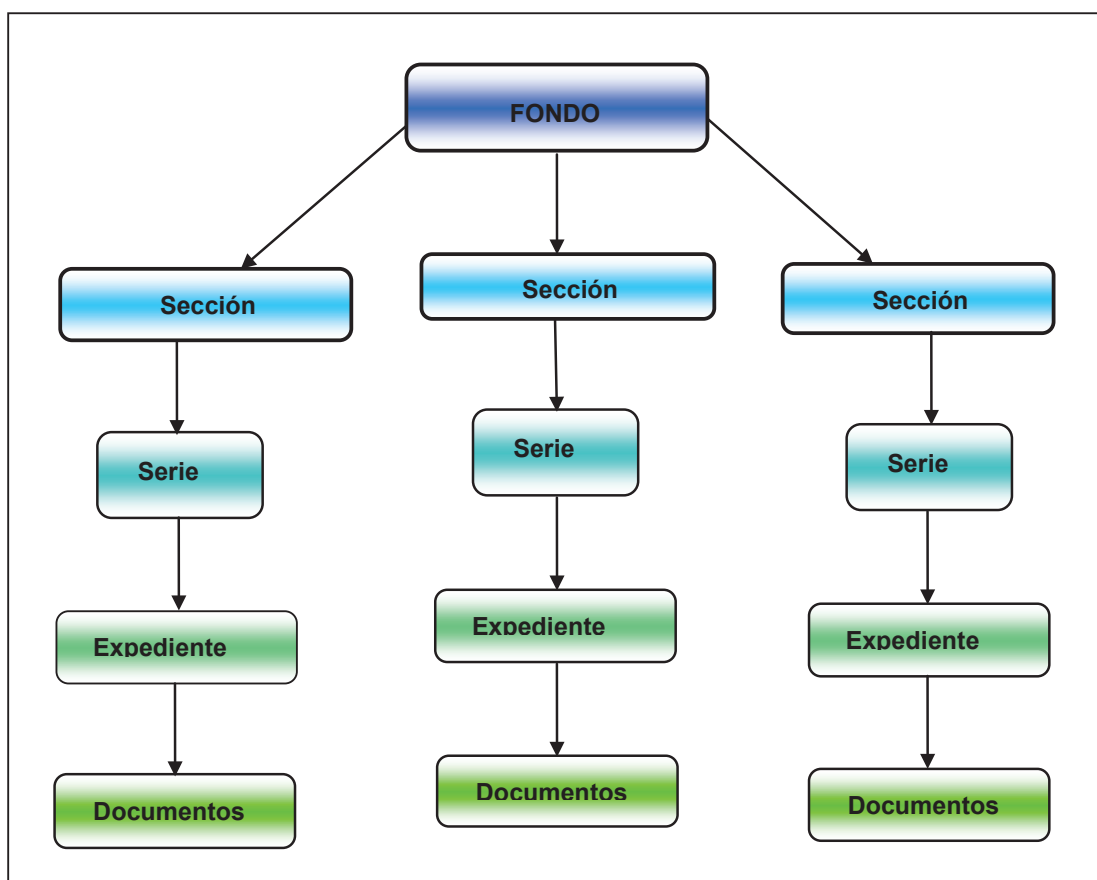 FONDO
Sección
Sección
Sección
Serie
Serie
Serie
Expediente
Expediente
Expediente
Documentos
Documentos
Documentos